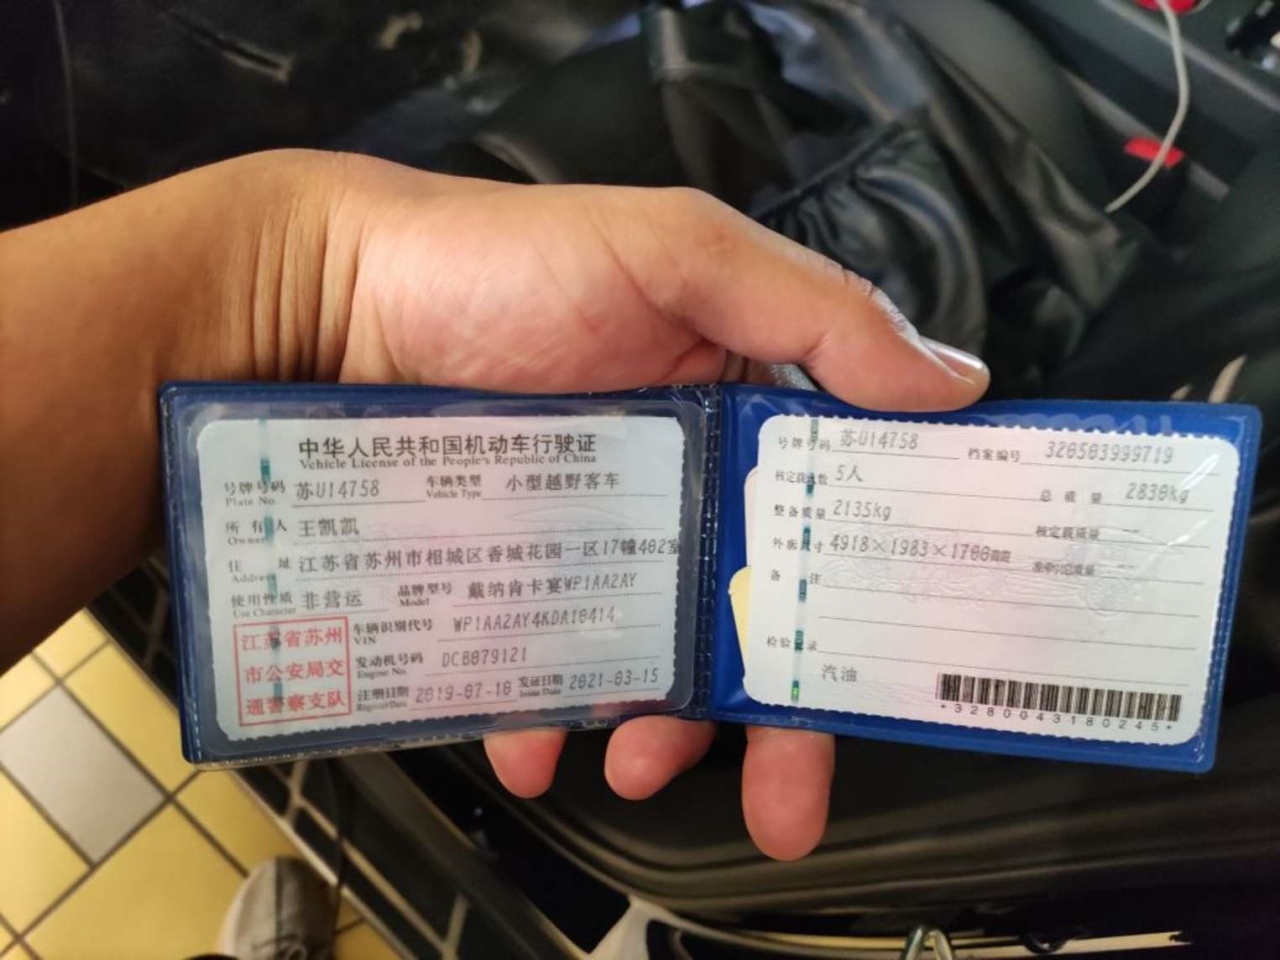 中华人民共和国机动车行驶证
Vehicle License of the People's Republic of China
号牌号码 苏U14758 车辆类型 小型越野客车
Plate No. Vehicle Type
所有人 王凯凯
Owner
住 址 江苏省苏州市相城区香城花园一区17幢402室
Address
使用性质 非营运 品牌型号 戴纳肯卡宴WP1AA2AY
Use Character Model
江苏省苏州
市公安局交
通警察支队
车辆识别代号 WP1AA2AY4KDA10414
VIN
发动机号码 DCB079121
Engine No.
注册日期 2019-07-10 发证日期 2021-03-15
Register Date Issue Date
号牌号码 苏U14758 档案编号 320503999719
核定载人数 5人 总 质 量 2830kg
整备质量 2135kg 核定载质量 --
外廓尺寸 4918×1983×1700mm 准牵引总质量 --
备 注
检验记录
汽油
*3280043180245*